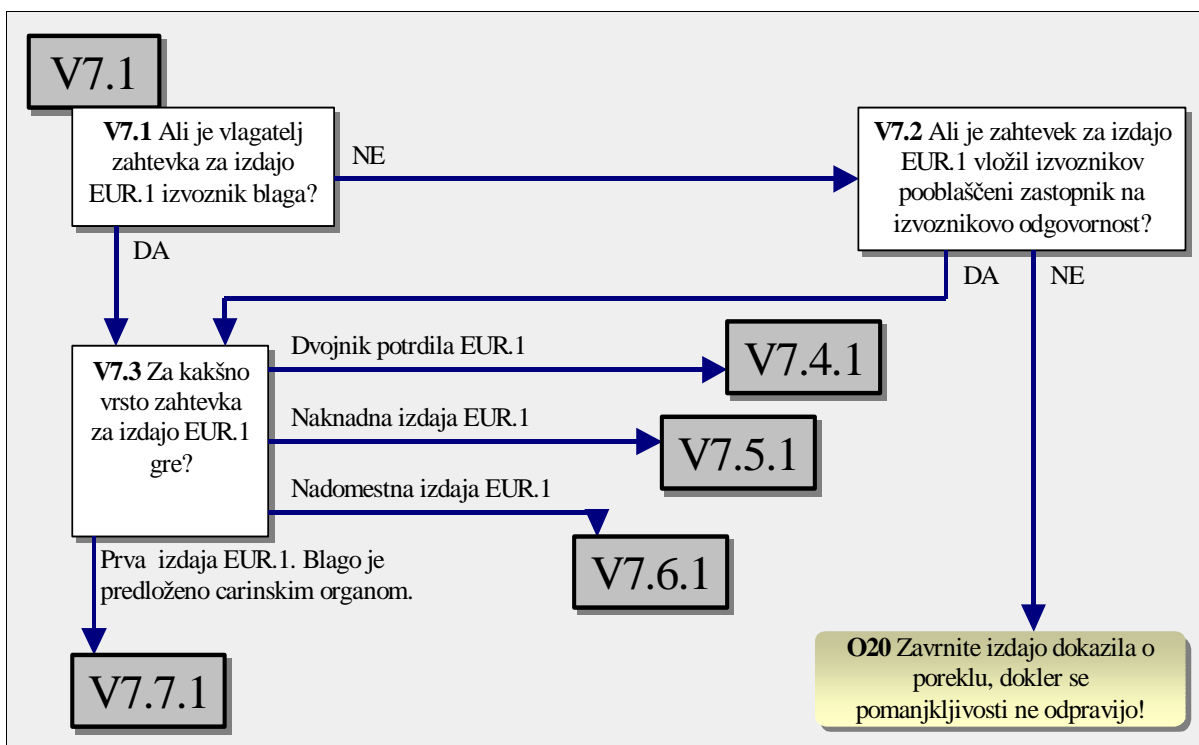 V7.1
V7.1 Ali je vlagatelj
zahtevka za izdajo
EUR.1 izvoznik blaga?
NE
V7.2 Ali je zahtevek za izdajo
EUR.1 vložil izvoznikov
pooblaščeni zastopnik na
izvoznikovo odgovornost?
DA
DA
NE
V7.3 Za kakšno
vrsto zahtevka
za izdajo EUR.1
gre?
Dvojnik potrdila EUR.1
V7.4.1
Naknadna izdaja EUR.1
V7.5.1
Nadomestna izdaja EUR.1
V7.6.1
Prva izdaja EUR.1. Blago je
predloženo carinskim organom.
V7.7.1
O20 Zavrnite izdajo dokazila o
poreklu, dokler se
pomanjkljivosti ne odpravijo!